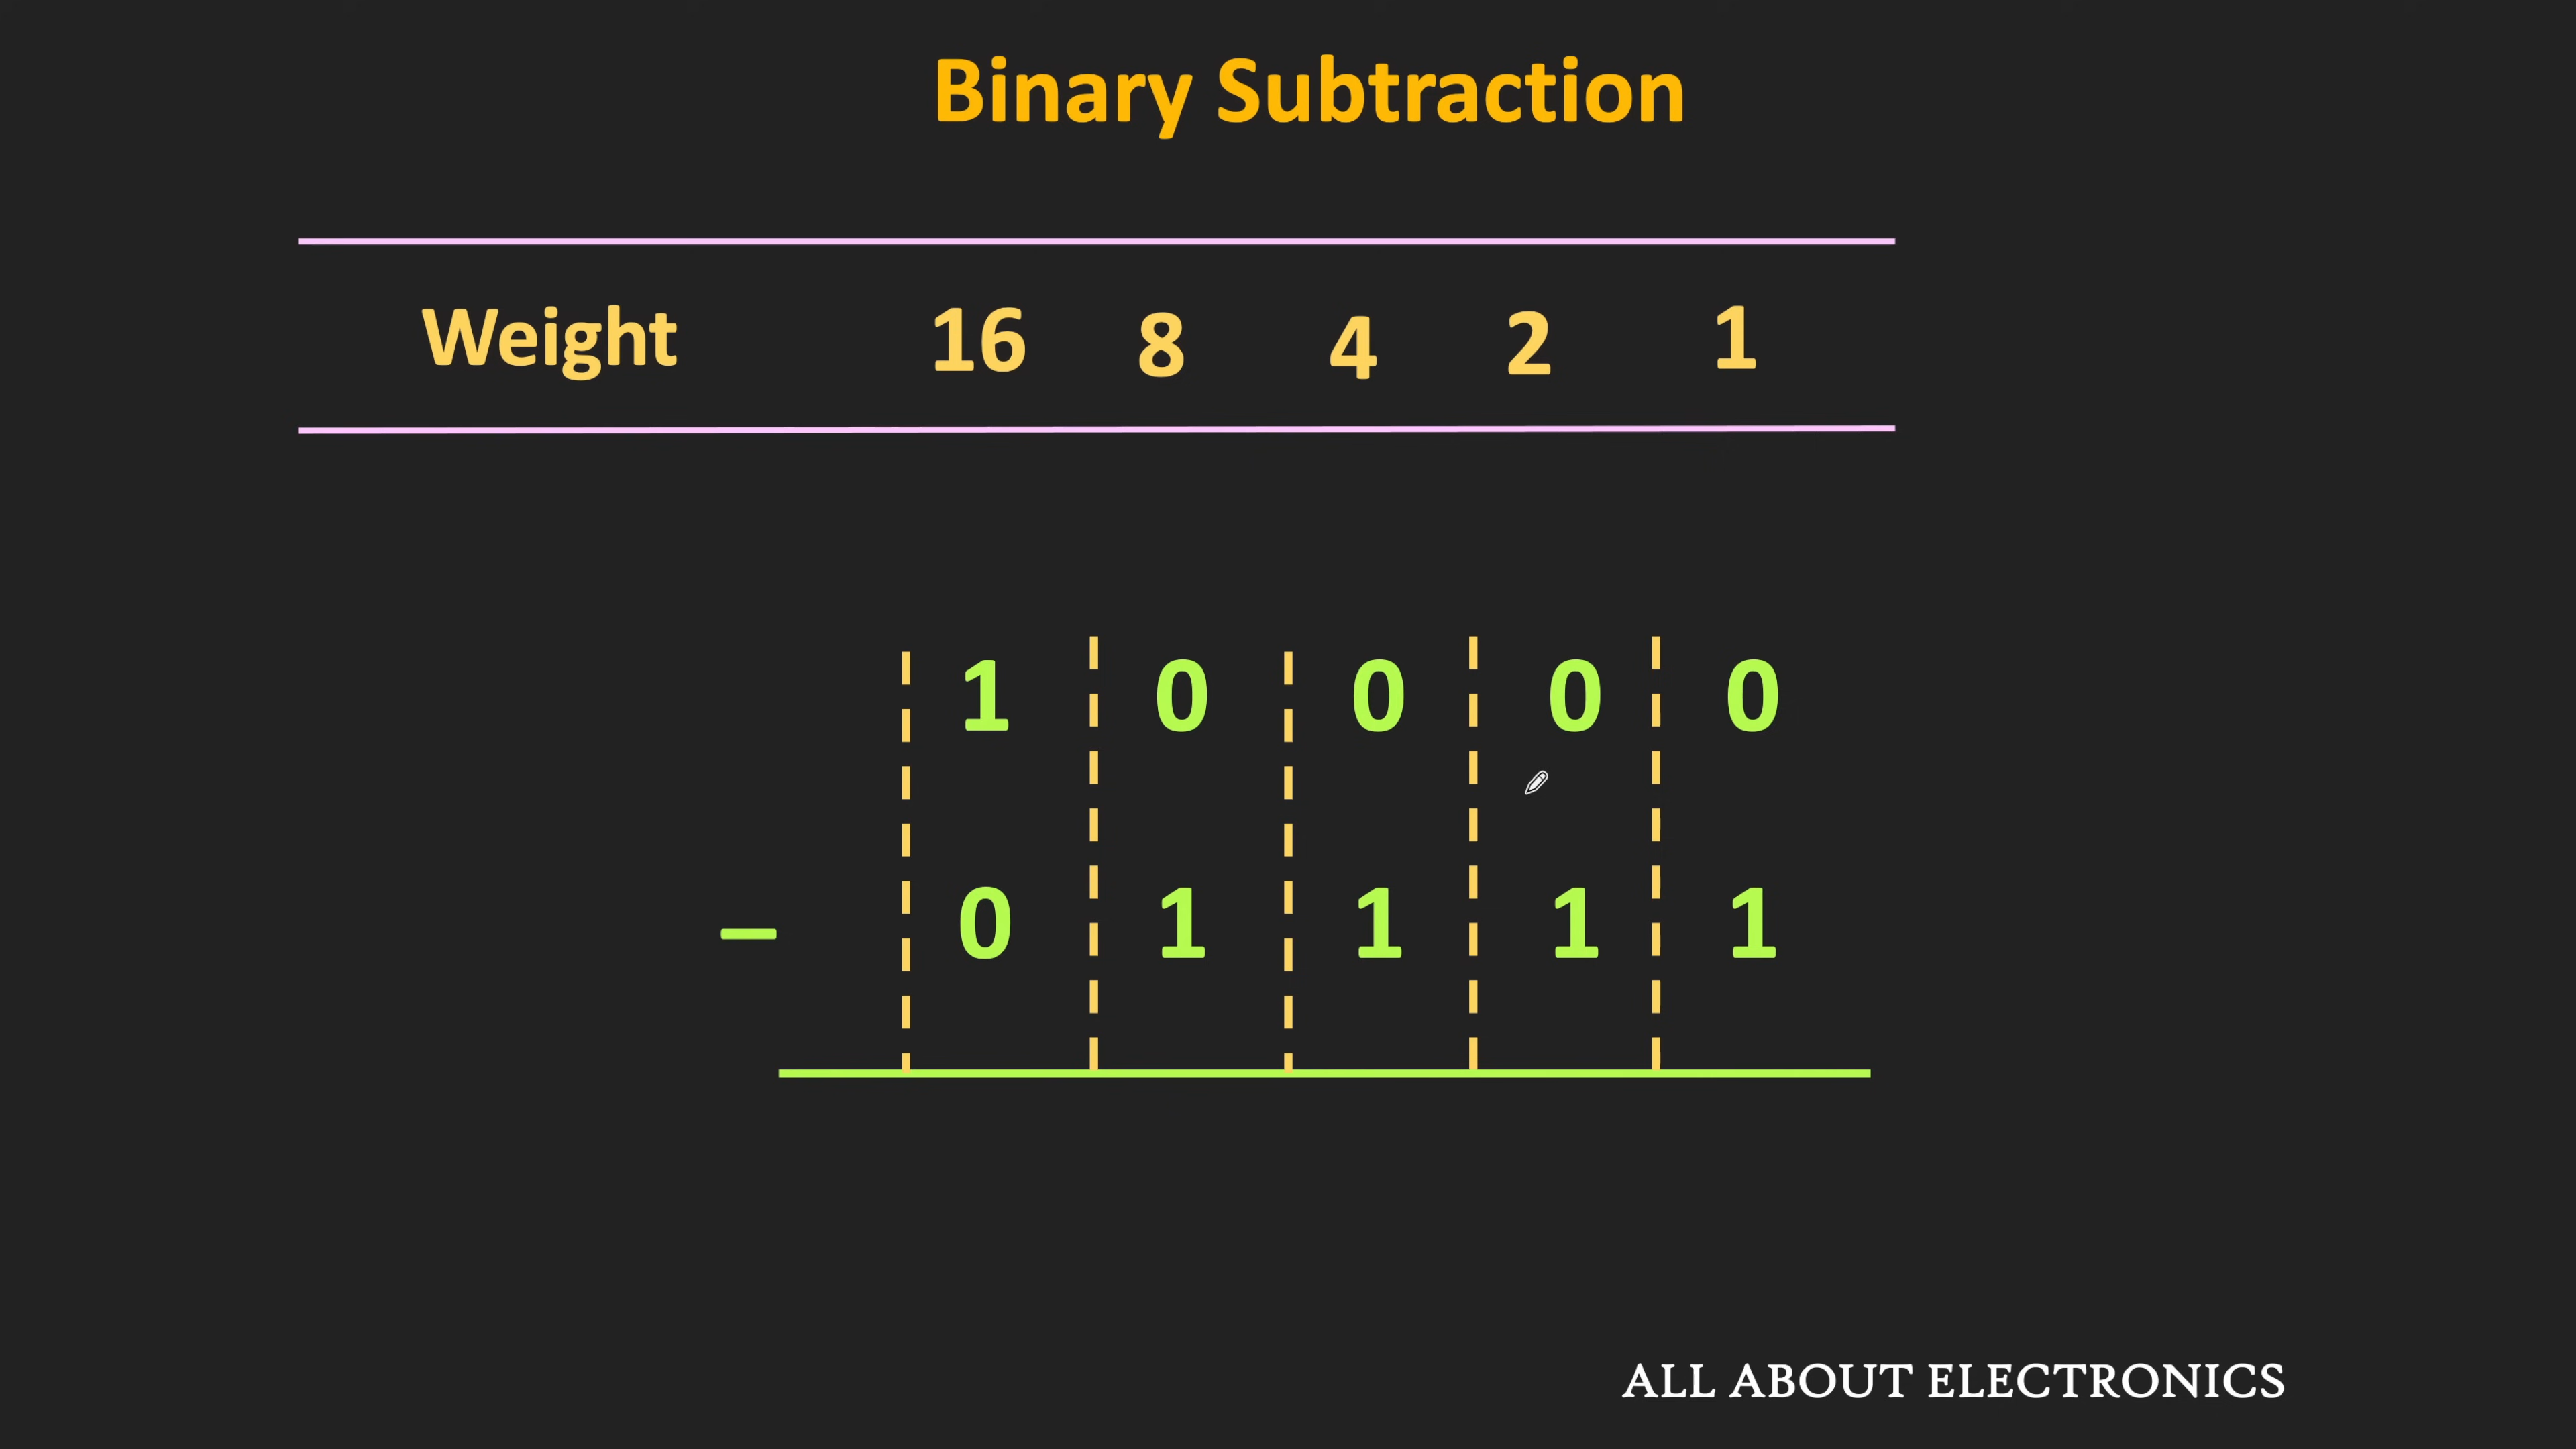 Binary Subtraction
Weight 16 8 4 2 1
1 0 0 0 0
– 0 1 1 1 1
ALL ABOUT ELECTRONICS